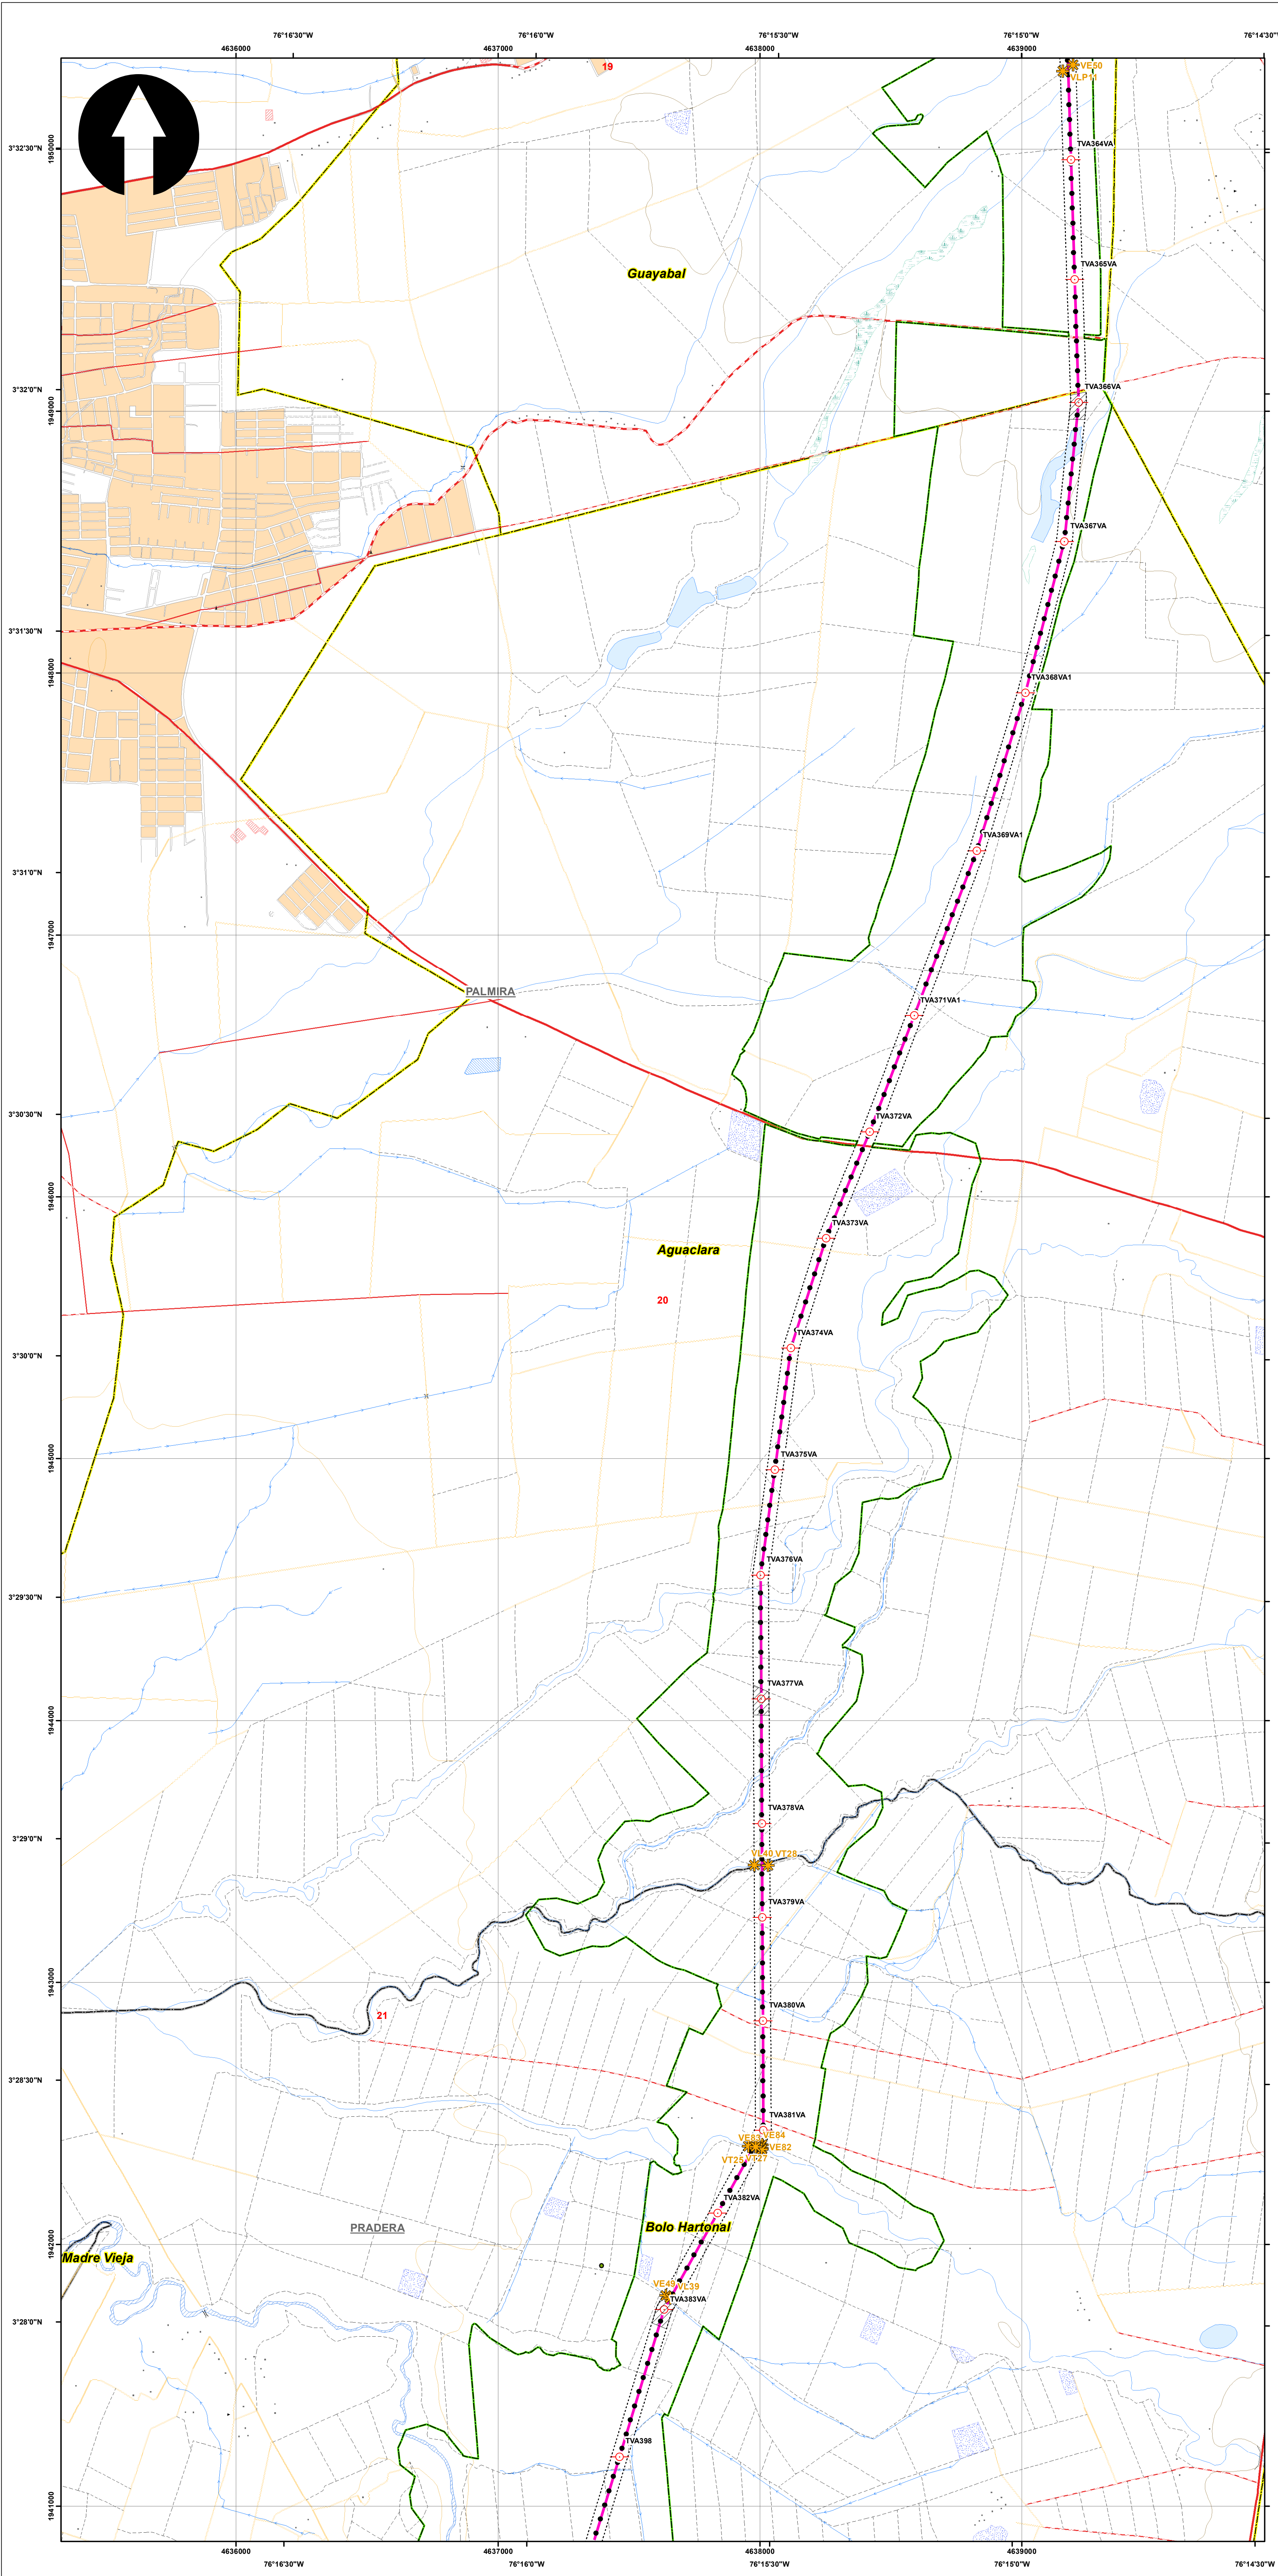 76°16'30"W 76°16'0"W 76°15'30"W 76°15'0"W 76°14'30"W
4636000 4637000 4638000 4639000
19
VE50
VLP11
3°32'30"N
1950000
TVA364VA
Guayabal
TVA365VA
3°32'0"N
1949000
TVA366VA
TVA367VA
3°31'30"N
1948000
TVA368VA1
TVA369VA1
3°31'0"N
1947000
PALMIRA
TVA371VA1
3°30'30"N
TVA372VA
1946000
TVA373VA
Aguaclara
20
TVA374VA
3°30'0"N
1945000
TVA375VA
TVA376VA
3°29'30"N
TVA377VA
1944000
TVA378VA
3°29'0"N
VL40 VT28
TVA379VA
1943000
TVA380VA
21
3°28'30"N
TVA381VA
VE83 VE84
VE82
VT25 VT27
TVA382VA
PRADERA
Bolo Hartonal
1942000
Madre Vieja
VE49 VL39
TVA383VA
3°28'0"N
TVA398
1941000
4636000 4637000 4638000 4639000
76°16'30"W 76°16'0"W 76°15'30"W 76°15'0"W 76°14'30"W